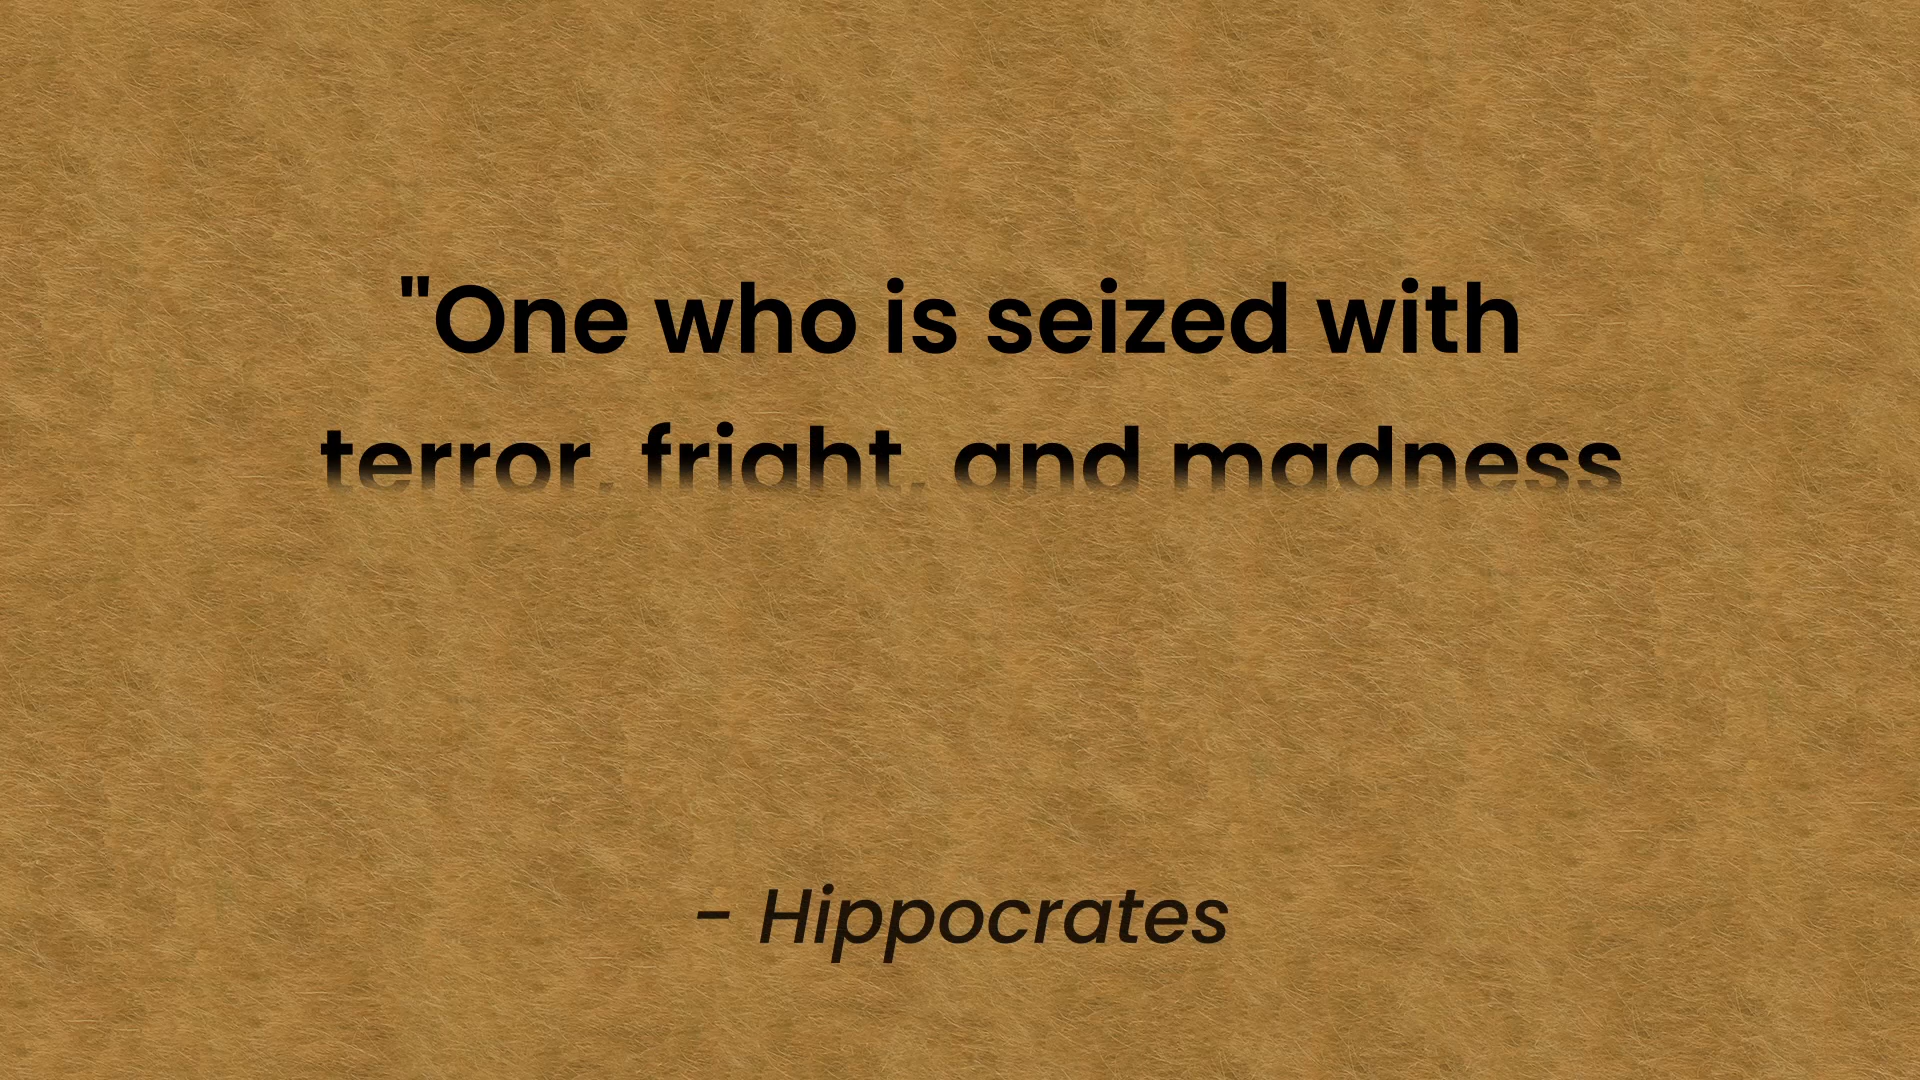 "One who is seized with
terror, fright, and madness
- Hippocrates